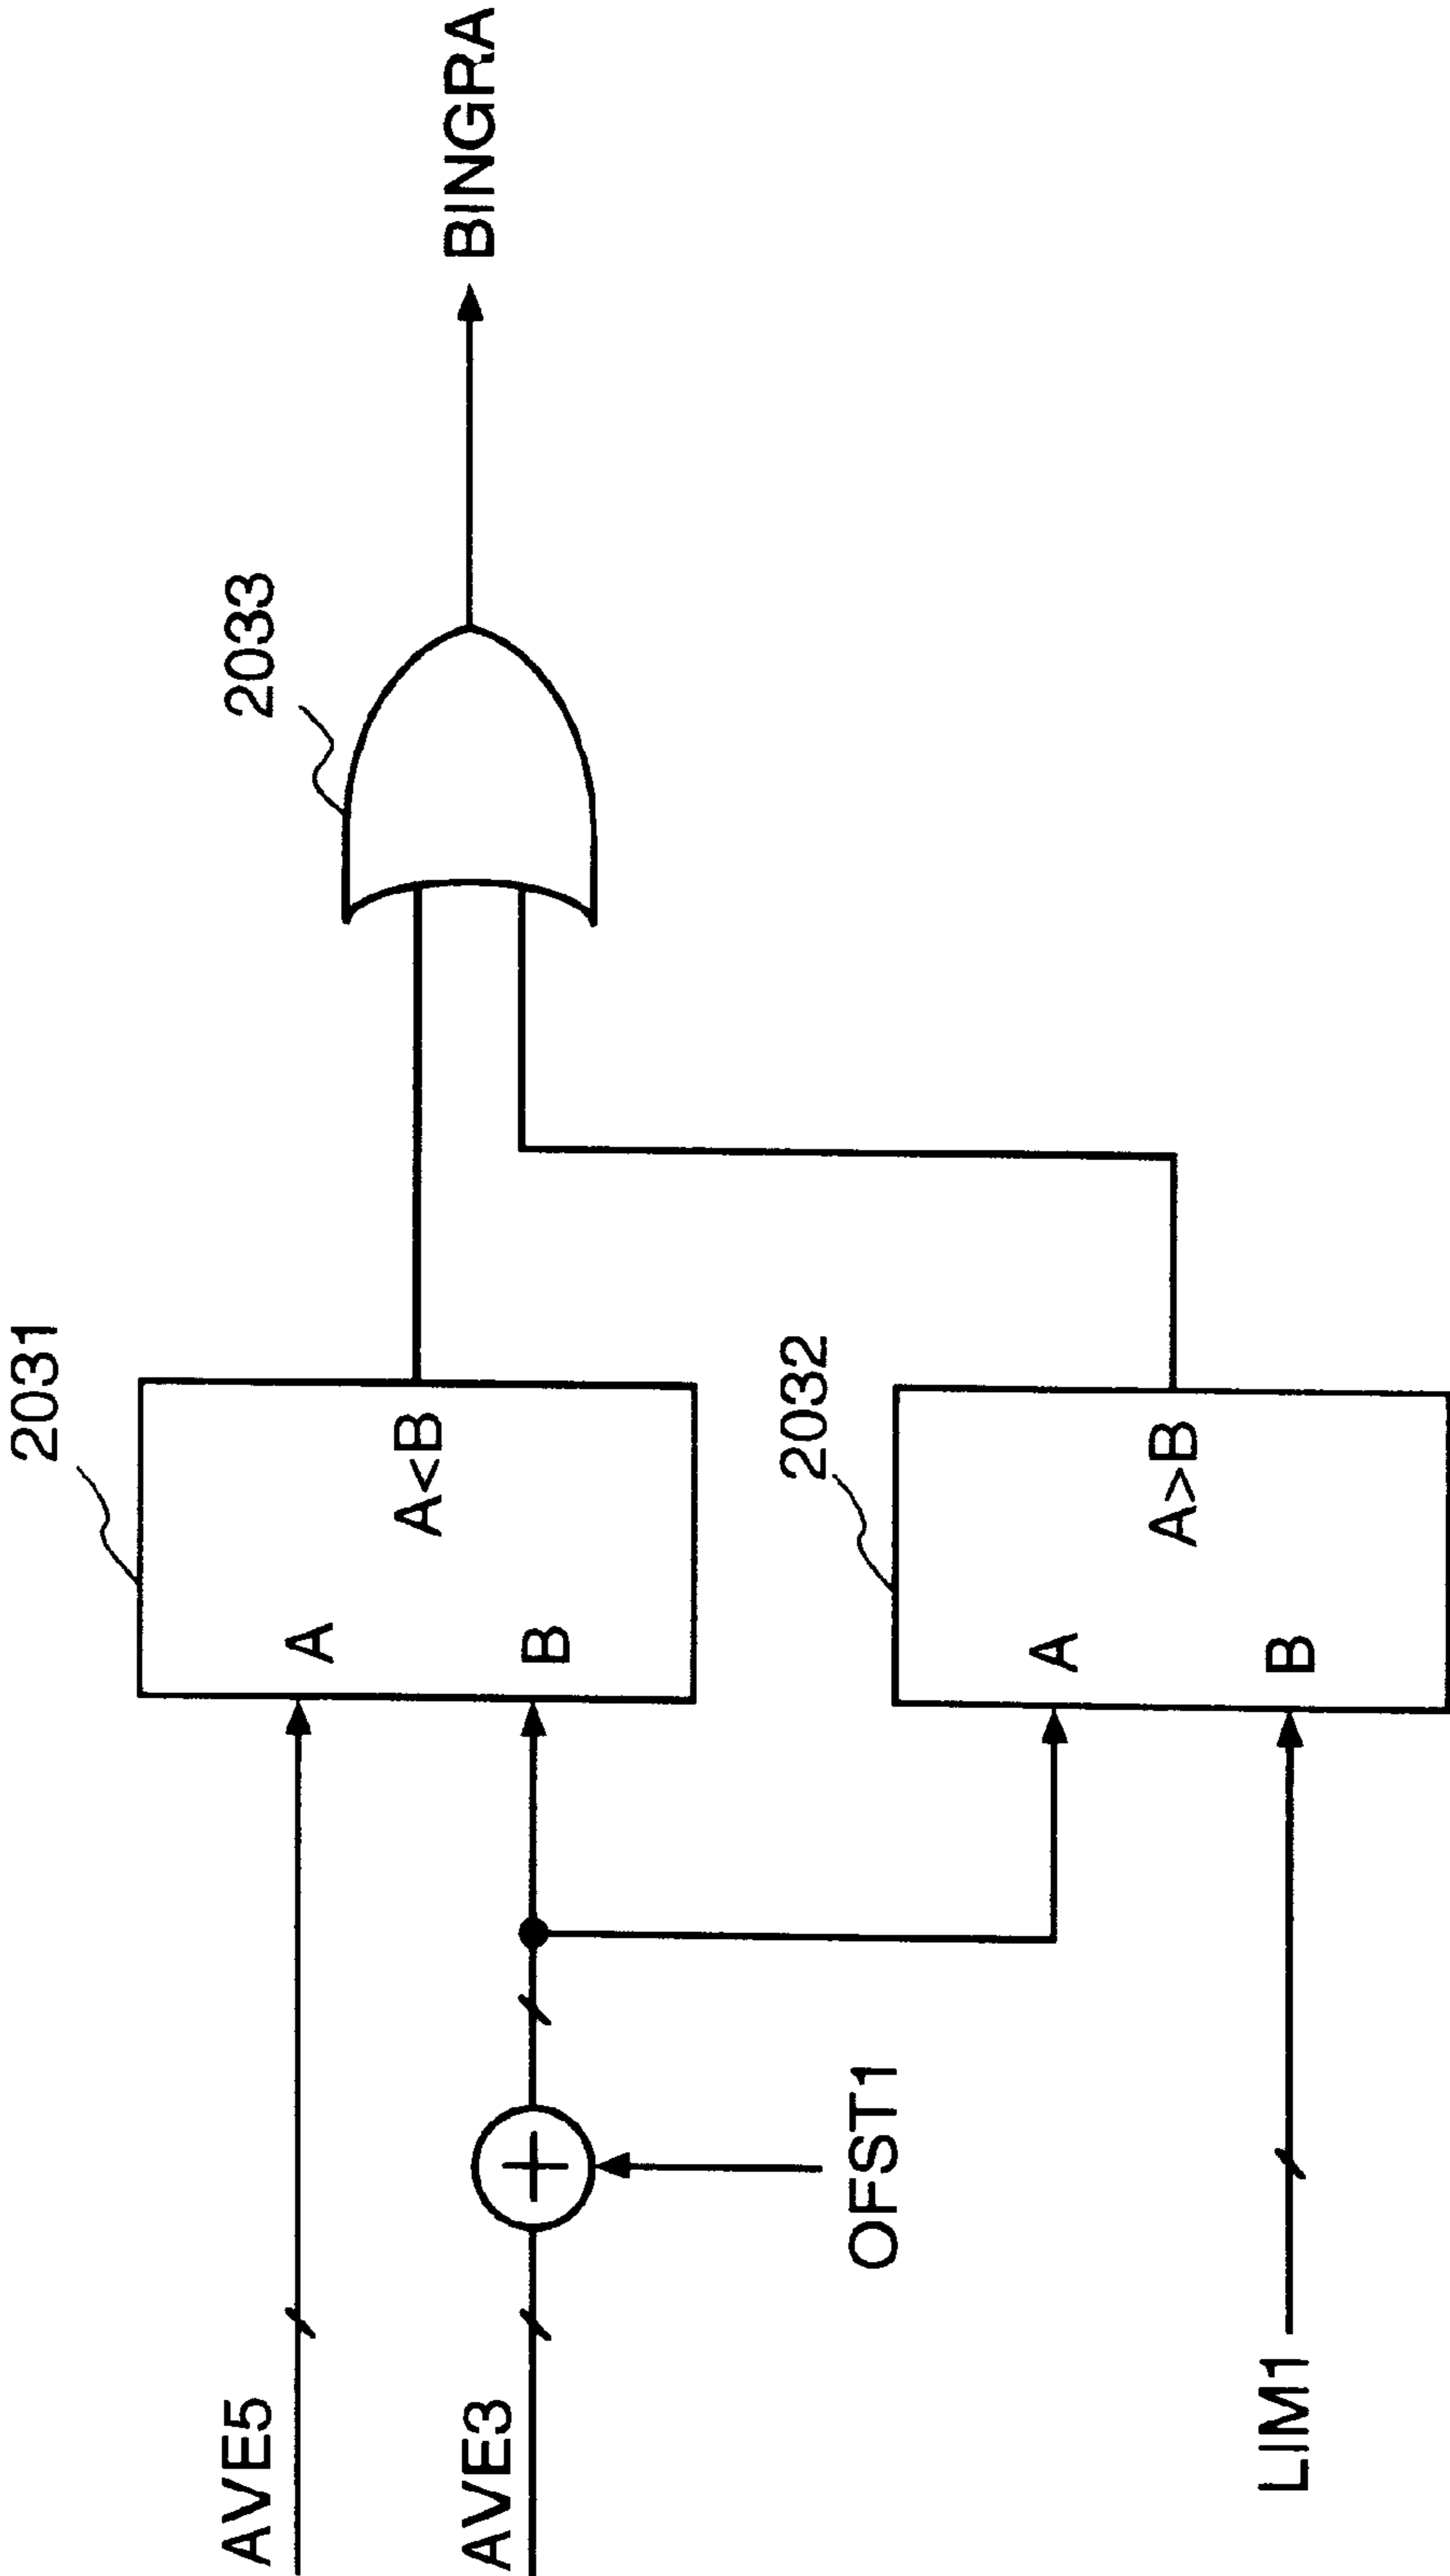 AVE5
AVE3
OFST1
LIM1
2031
A
B
A<B
2032
A
B
A>B
2033
BINGRA